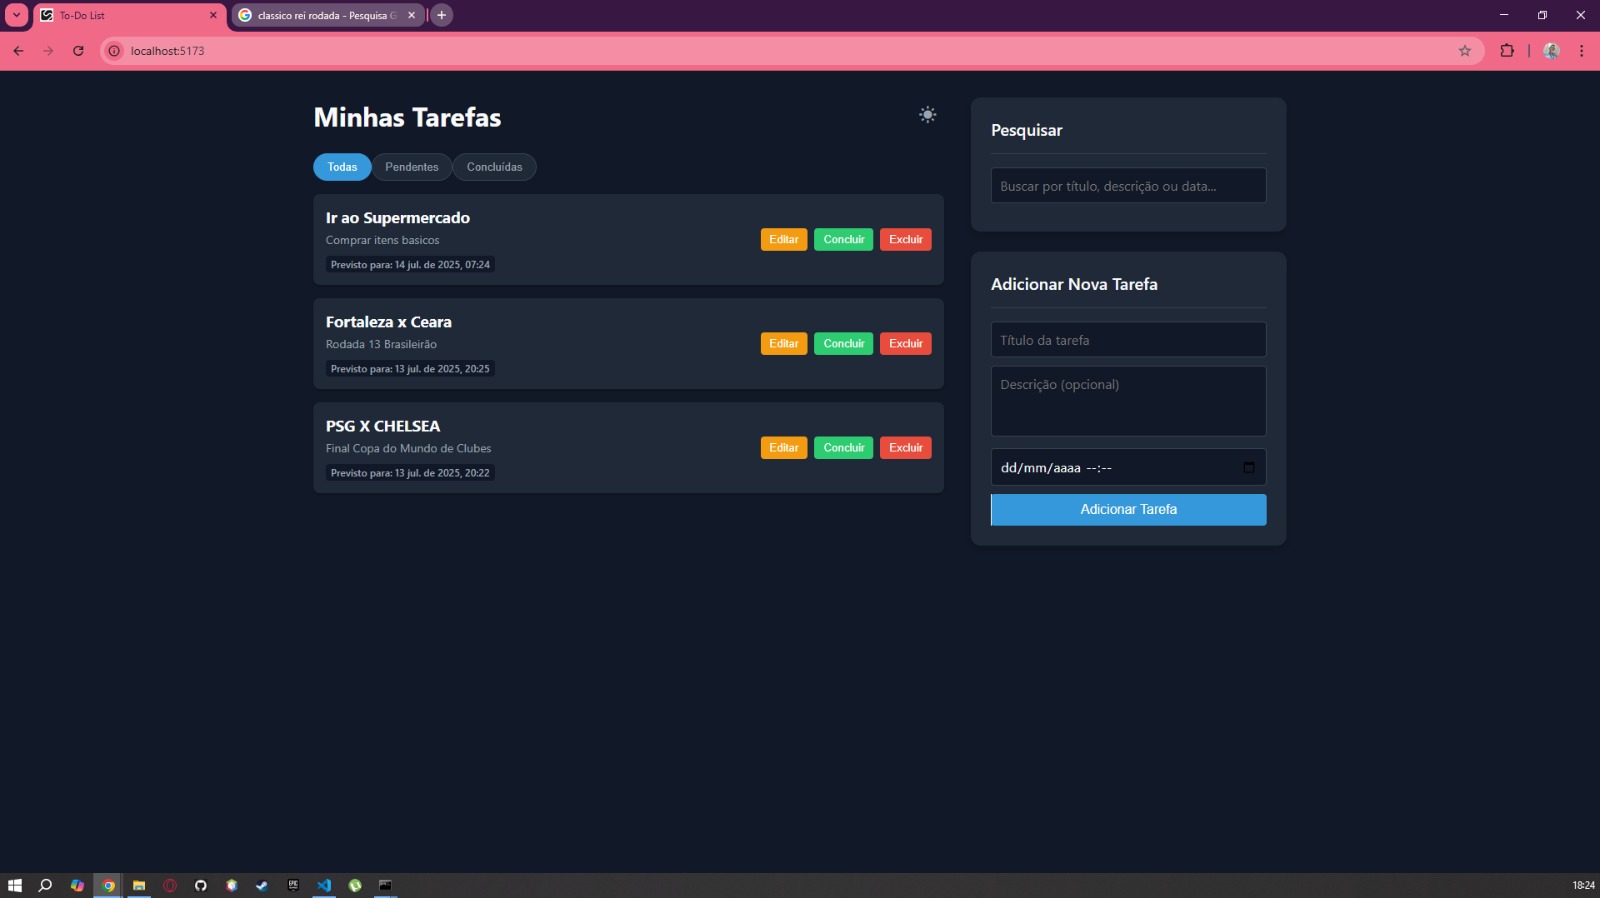 To-Do List
classico rei rodada - Pesquisa G
localhost:5173
Minhas Tarefas
Todas
Pendentes
Concluídas
Ir ao Supermercado
Comprar itens basicos
Previsto para: 14 jul. de 2025, 07:24
Editar
Concluir
Excluir
Fortaleza x Ceara
Rodada 13 Brasileirão
Previsto para: 13 jul. de 2025, 20:25
Editar
Concluir
Excluir
PSG X CHELSEA
Final Copa do Mundo de Clubes
Previsto para: 13 jul. de 2025, 20:22
Editar
Concluir
Excluir
Pesquisar
Buscar por título, descrição ou data...
Adicionar Nova Tarefa
Título da tarefa
Descrição (opcional)
dd/mm/aaaa --:--
Adicionar Tarefa
EPIC
18:24